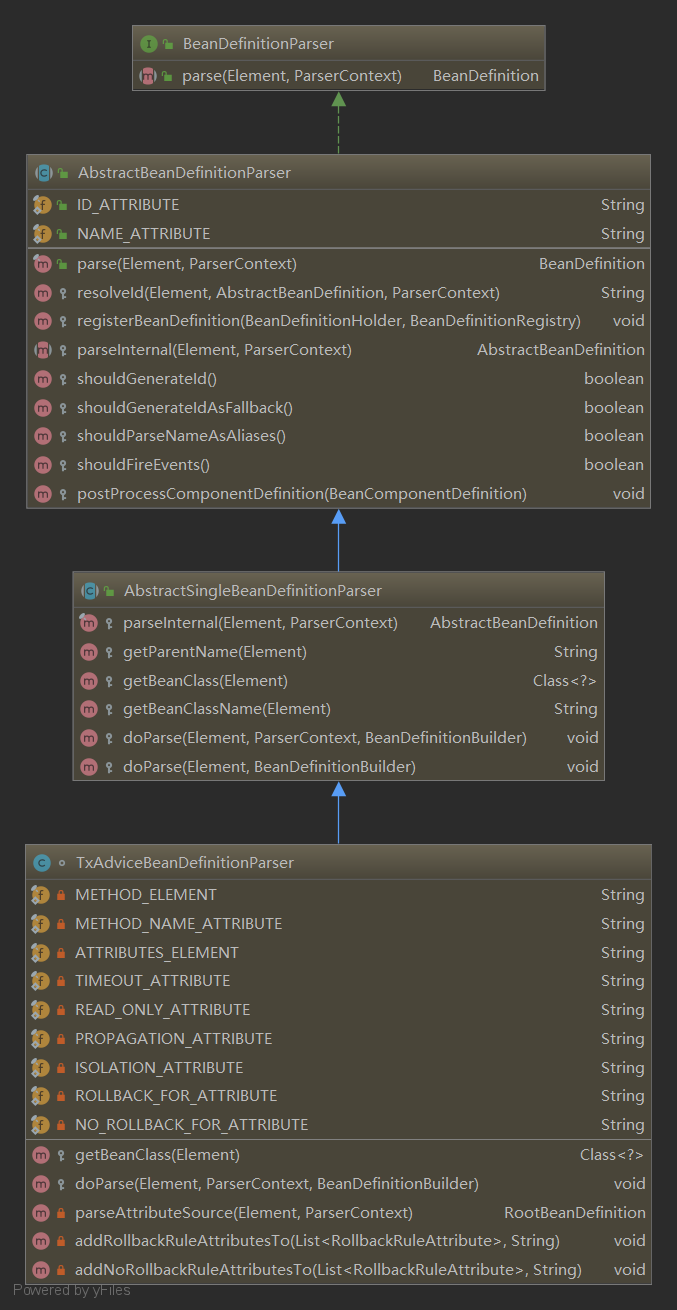 BeanDefinitionParser
parse(Element, ParserContext) BeanDefinition
AbstractBeanDefinitionParser
ID_ATTRIBUTE String
NAME_ATTRIBUTE String
parse(Element, ParserContext) BeanDefinition
resolveId(Element, AbstractBeanDefinition, ParserContext) String
registerBeanDefinition(BeanDefinitionHolder, BeanDefinitionRegistry) void
parseInternal(Element, ParserContext) AbstractBeanDefinition
shouldGenerateId() boolean
shouldGenerateIdAsFallback() boolean
shouldParseNameAsAliases() boolean
shouldFireEvents() boolean
postProcessComponentDefinition(BeanComponentDefinition) void
AbstractSingleBeanDefinitionParser
parseInternal(Element, ParserContext) AbstractBeanDefinition
getParentName(Element) String
getBeanClass(Element) Class<?>
getBeanClassName(Element) String
doParse(Element, ParserContext, BeanDefinitionBuilder) void
doParse(Element, BeanDefinitionBuilder) void
TxAdviceBeanDefinitionParser
METHOD_ELEMENT String
METHOD_NAME_ATTRIBUTE String
ATTRIBUTES_ELEMENT String
TIMEOUT_ATTRIBUTE String
READ_ONLY_ATTRIBUTE String
PROPAGATION_ATTRIBUTE String
ISOLATION_ATTRIBUTE String
ROLLBACK_FOR_ATTRIBUTE String
NO_ROLLBACK_FOR_ATTRIBUTE String
getBeanClass(Element) Class<?>
doParse(Element, ParserContext, BeanDefinitionBuilder) void
parseAttributeSource(Element, ParserContext) RootBeanDefinition
addRollbackRuleAttributesTo(List<RollbackRuleAttribute>, String) void
addNoRollbackRuleAttributesTo(List<RollbackRuleAttribute>, String) void
Powered by yFiles